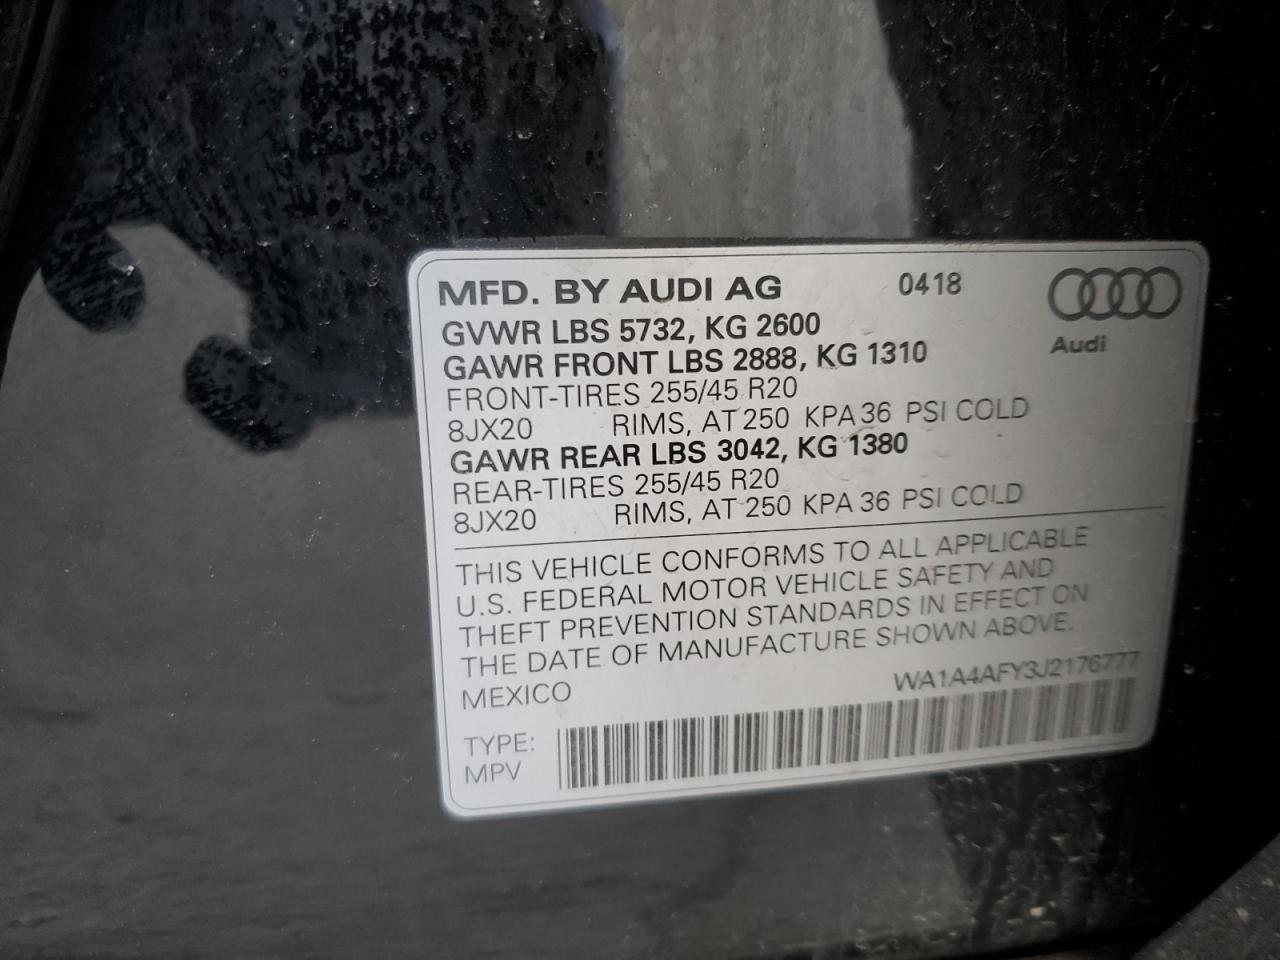 MFD. BY AUDI AG 0418
GVWR LBS 5732, KG 2600
GAWR FRONT LBS 2888, KG 1310
Audi
FRONT-TIRES 255/45 R20
8JX20 RIMS, AT 250 KPA 36 PSI COLD
GAWR REAR LBS 3042, KG 1380
REAR-TIRES 255/45 R20
8JX20 RIMS, AT 250 KPA 36 PSI COLD
THIS VEHICLE CONFORMS TO ALL APPLICABLE
U.S. FEDERAL MOTOR VEHICLE SAFETY AND
THEFT PREVENTION STANDARDS IN EFFECT ON
THE DATE OF MANUFACTURE SHOWN ABOVE.
MEXICO WA1A4AFY3J2176777
TYPE:
MPV